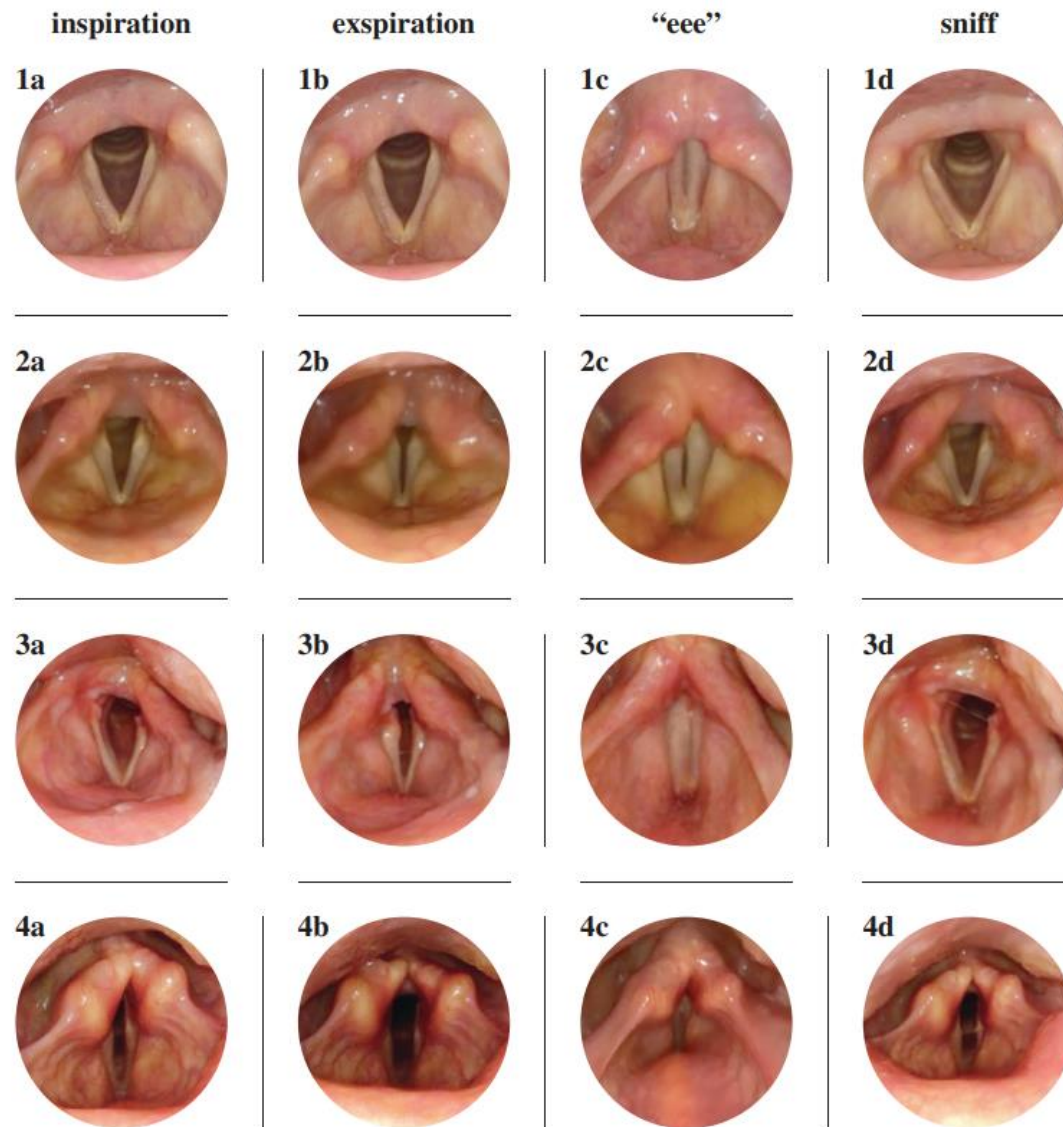 inspiration exspiration “eee” sniff
1a 1b 1c 1d
2a 2b 2c 2d
3a 3b 3c 3d
4a 4b 4c 4d